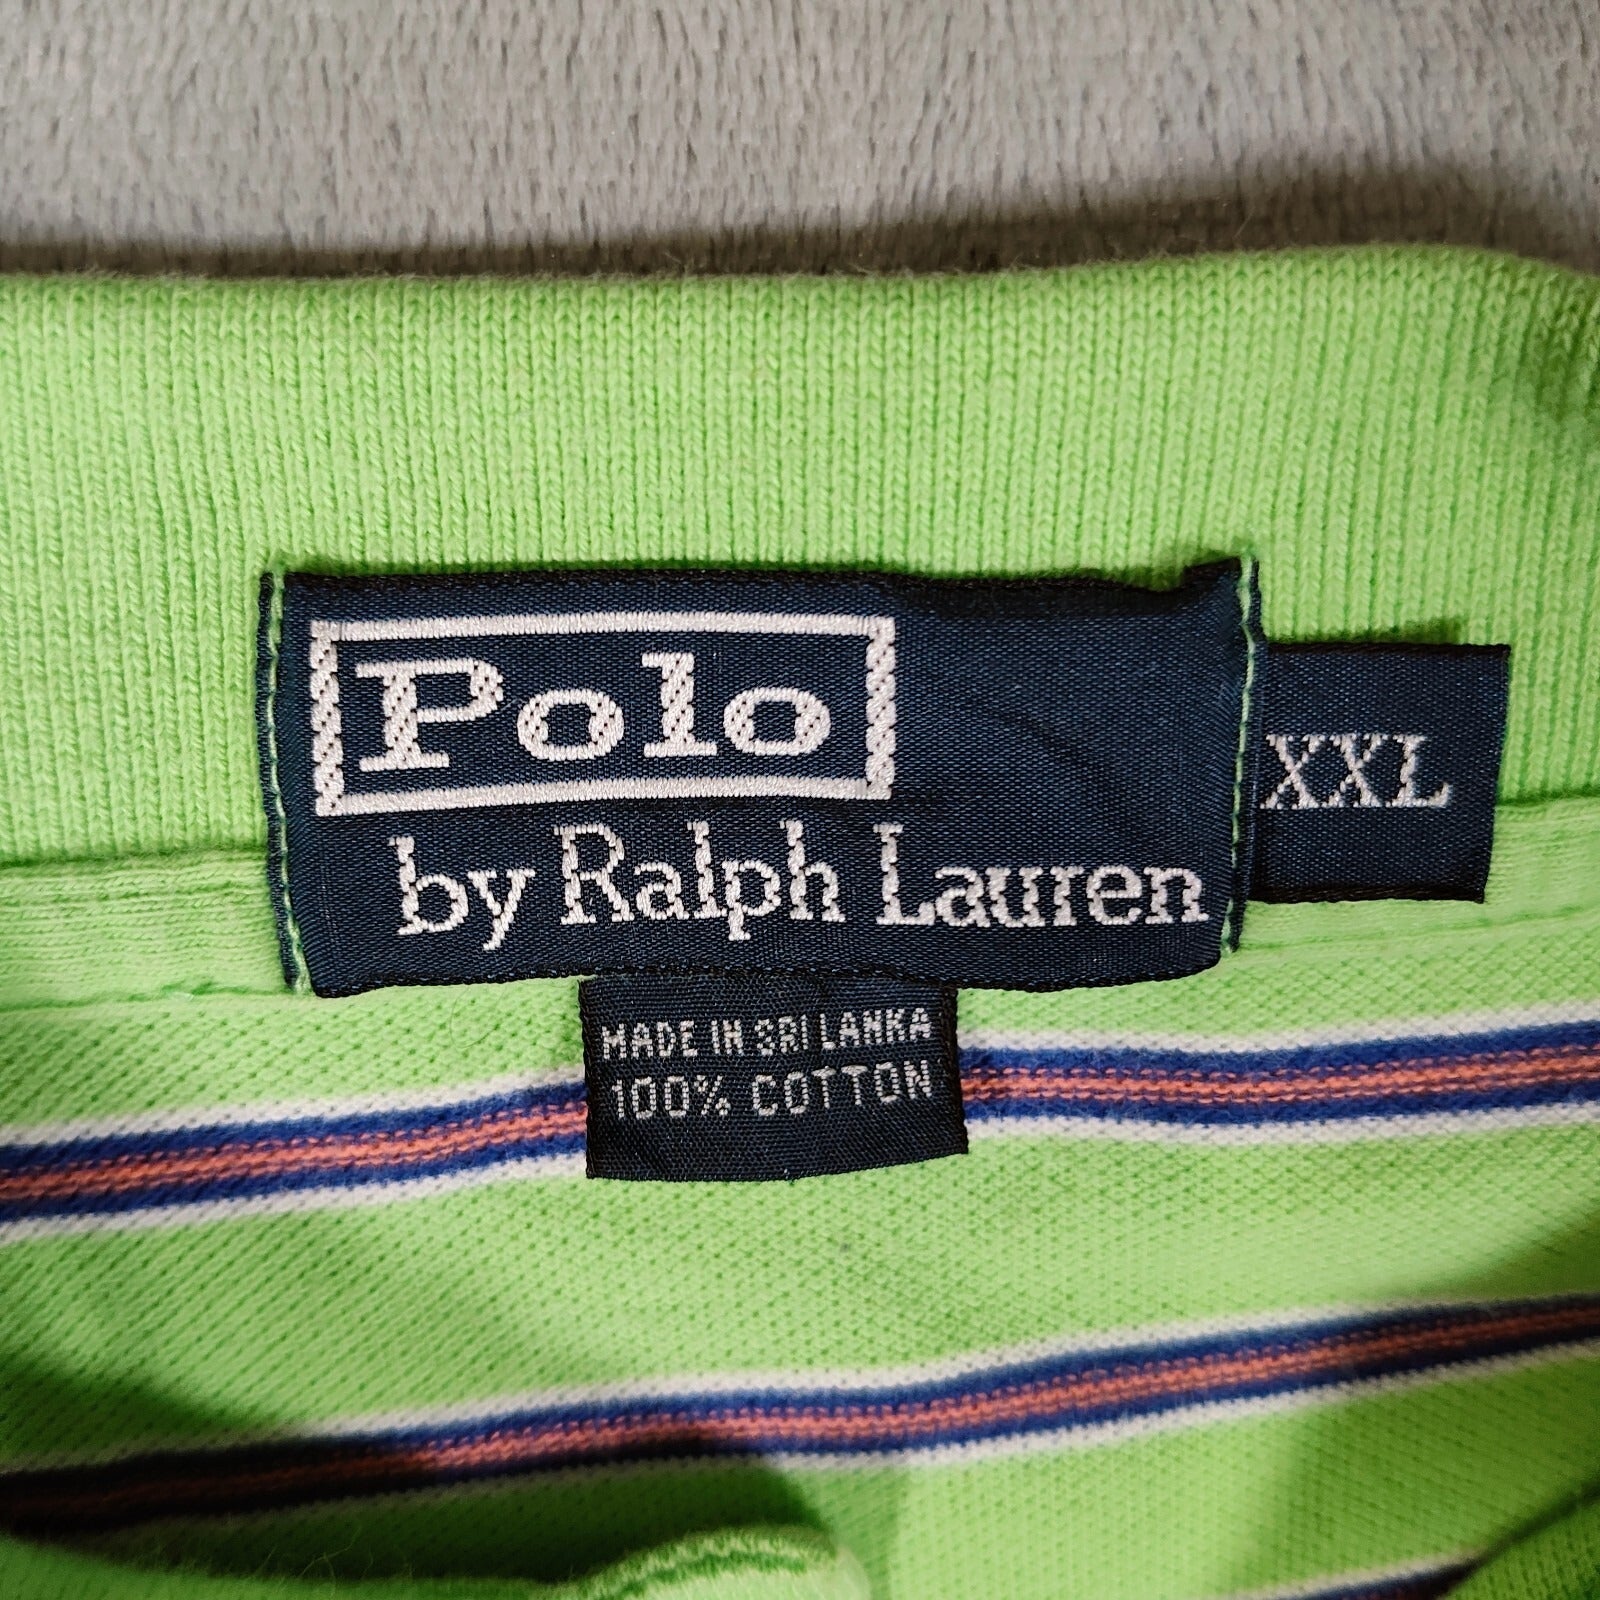 Polo
by Ralph Lauren
XXL
MADE IN SRI LANKA
100% COTTON